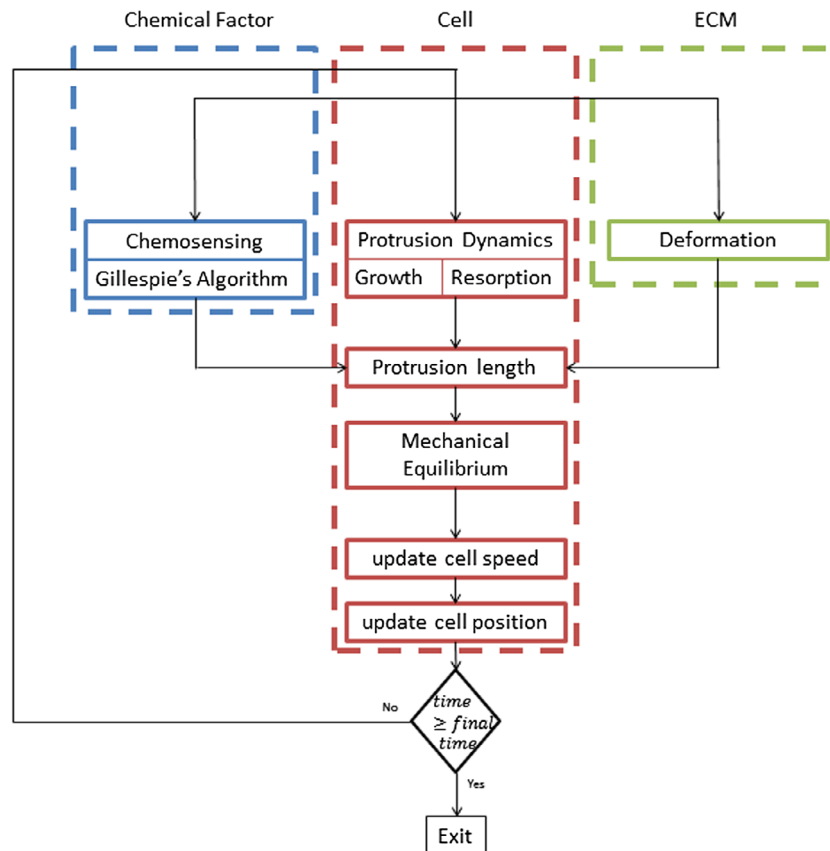 Chemical Factor
Cell
ECM
Chemosensing
Gillespie's Algorithm
Protrusion Dynamics
Growth
Resorption
Deformation
Protrusion length
Mechanical
Equilibrium
update cell speed
update cell position
time
≥ final
time
No
Yes
Exit